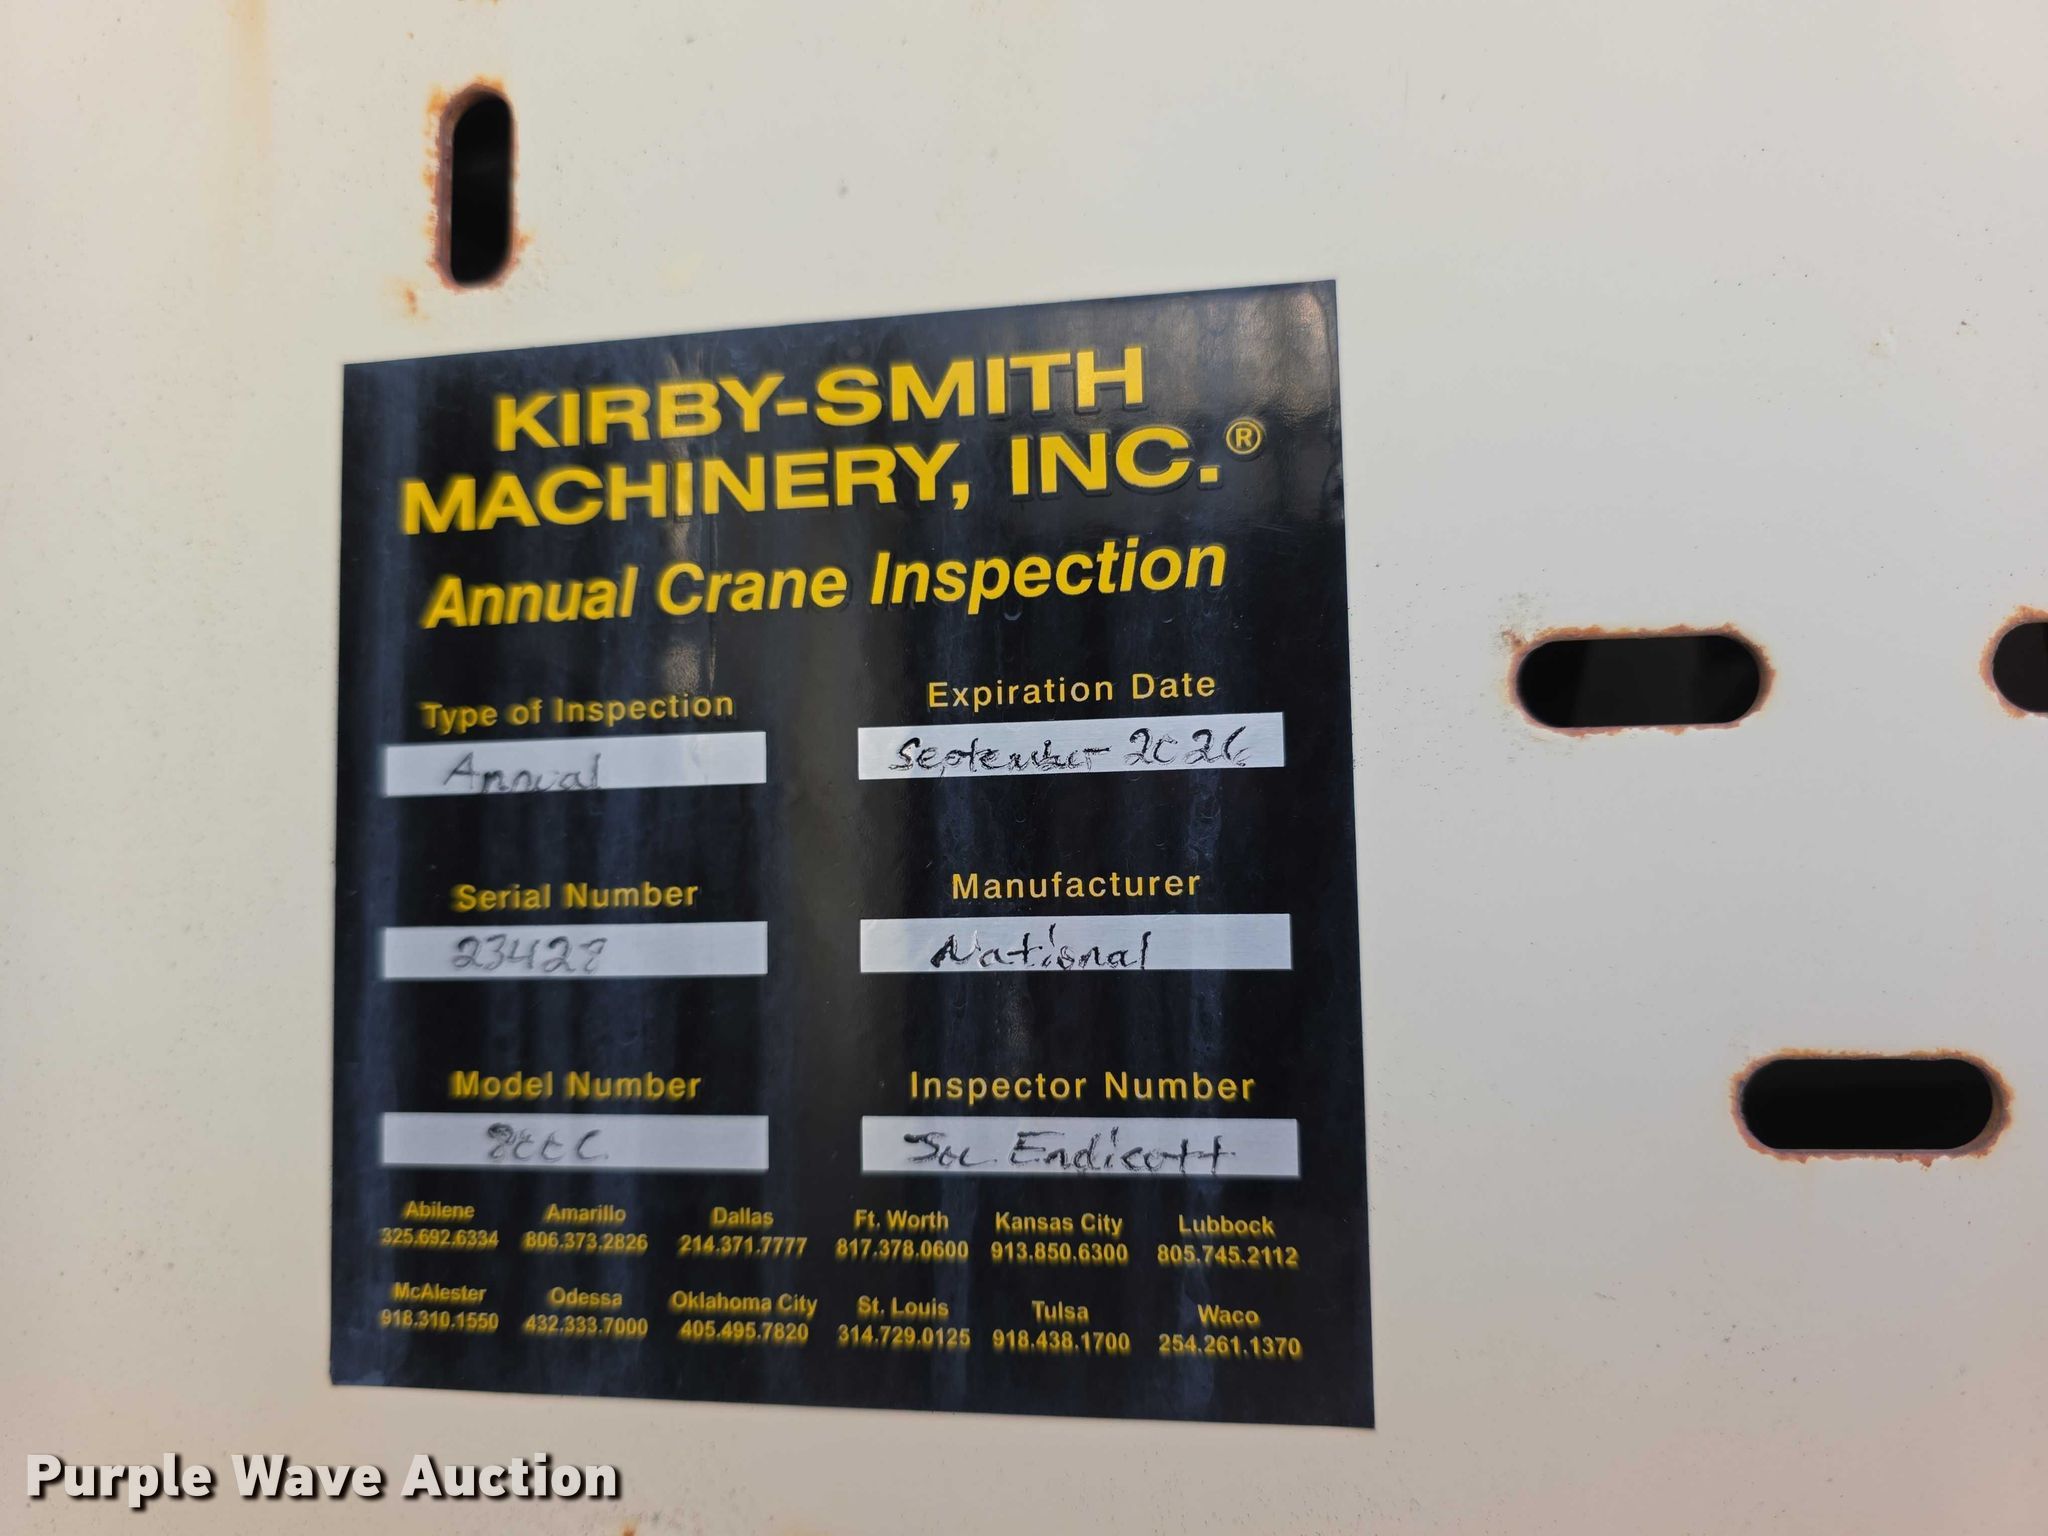 KIRBY-SMITH
MACHINERY, INC.®
Annual Crane Inspection
Type of Inspection
Annual
Expiration Date
September 2026
Serial Number
Manufacturer
National
Model Number
Inspector Number
Joe Endicott
Abilene Amarillo Dallas Ft. Worth Kansas City Lubbock
325.692.6334 806.373.2826 214.371.7777 817.378.0600 913.850.6300 805.745.2112
McAlester Odessa Oklahoma City St. Louis Tulsa Waco
918.310.1550 432.333.7000 405.495.7820 314.729.0125 918.438.1700 254.261.1370
Purple Wave Auction